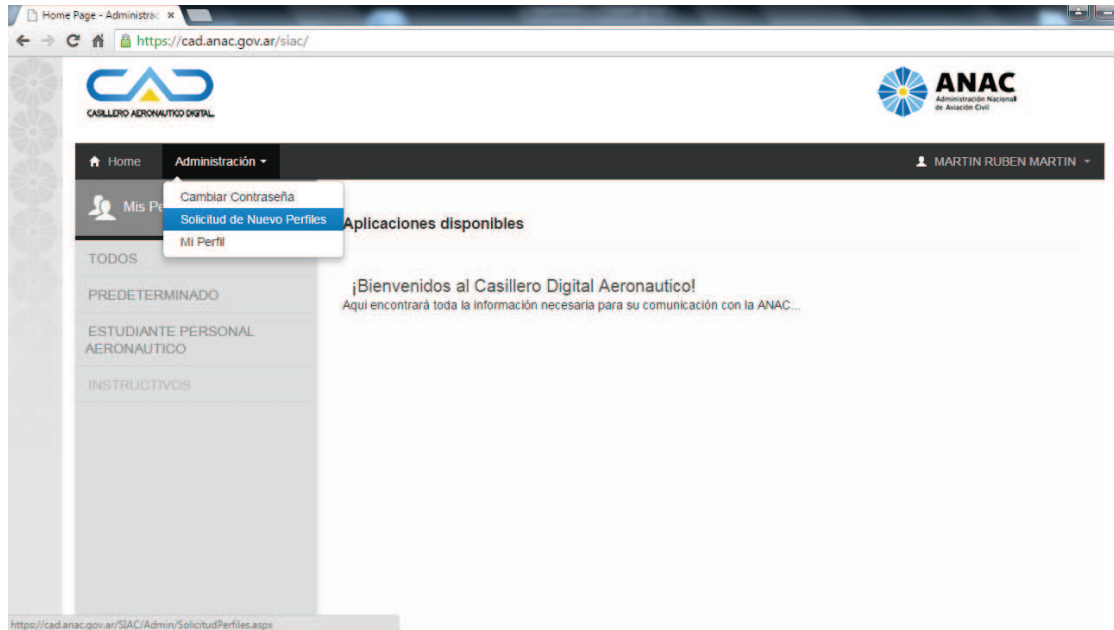 Home Page - Administrac
https://cad.anac.gov.ar/siac/
CAD
CASILLERO AERONAUTICO DIGITAL
ANAC
Administración Nacional
de Aviación Civil
Home
Administración
MARTIN RUBEN MARTIN
Mis Pe
Cambiar Contraseña
Solicitud de Nuevo Perfiles
Mi Perfil
Aplicaciones disponibles
TODOS
PREDETERMINADO
ESTUDIANTE PERSONAL
AERONAUTICO
INSTRUCTIVOS
¡Bienvenidos al Casillero Digital Aeronautico!
Aqui encontrará toda la información necesaria para su comunicación con la ANAC...
https://cad.anac.gov.ar/SIAC/Admin/SolicitudPerfiles.aspx